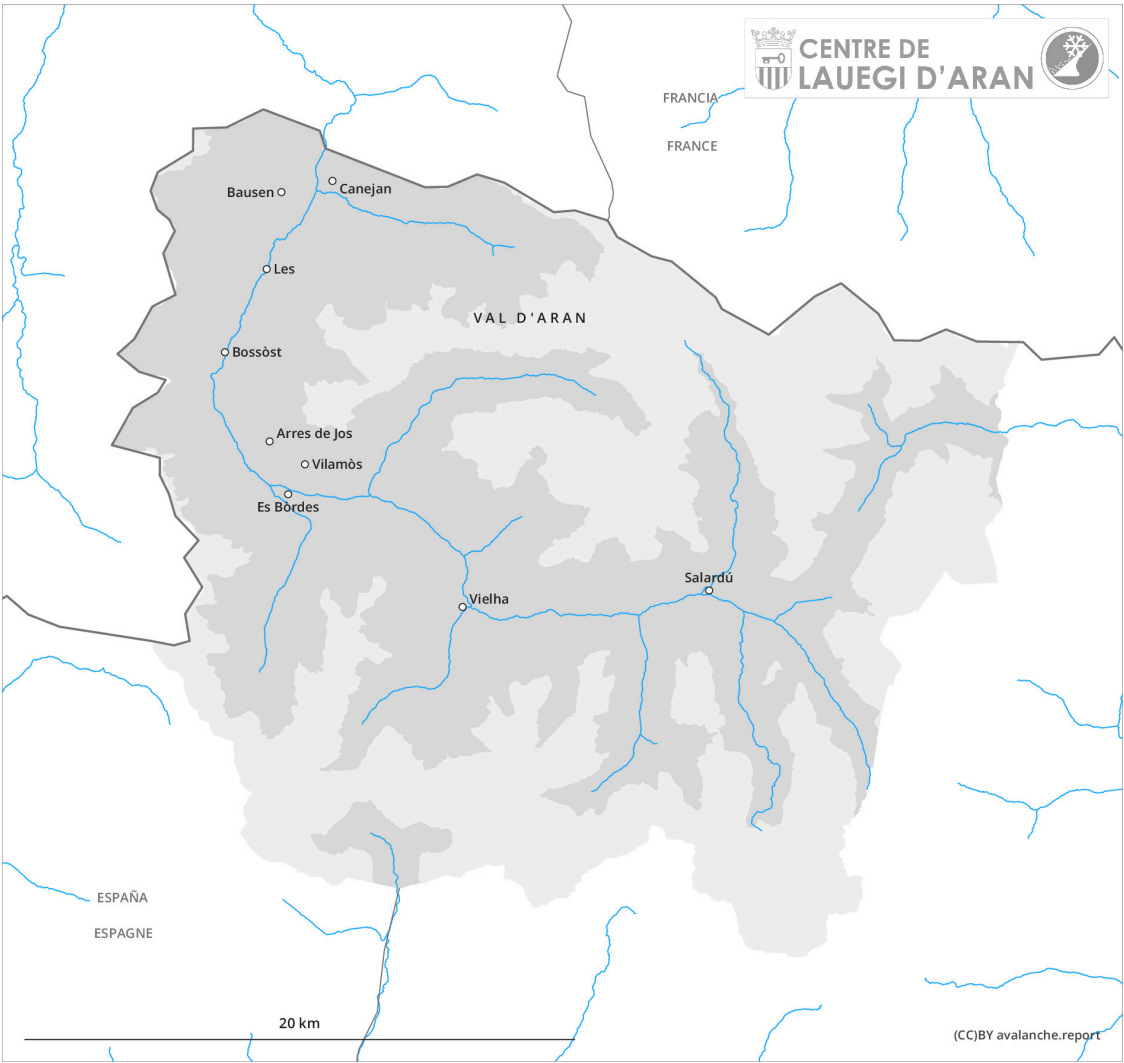 CENTRE DE
LAUEGI D'ARAN
FRANCIA
FRANCE
Bausen
Canejan
Les
VAL D'ARAN
Bossòst
Arres de Jos
Vilamòs
Es Bòrdes
Salardú
Vielha
ESPAÑA
ESPAGNE
20 km
(CC)BY avalanche.report